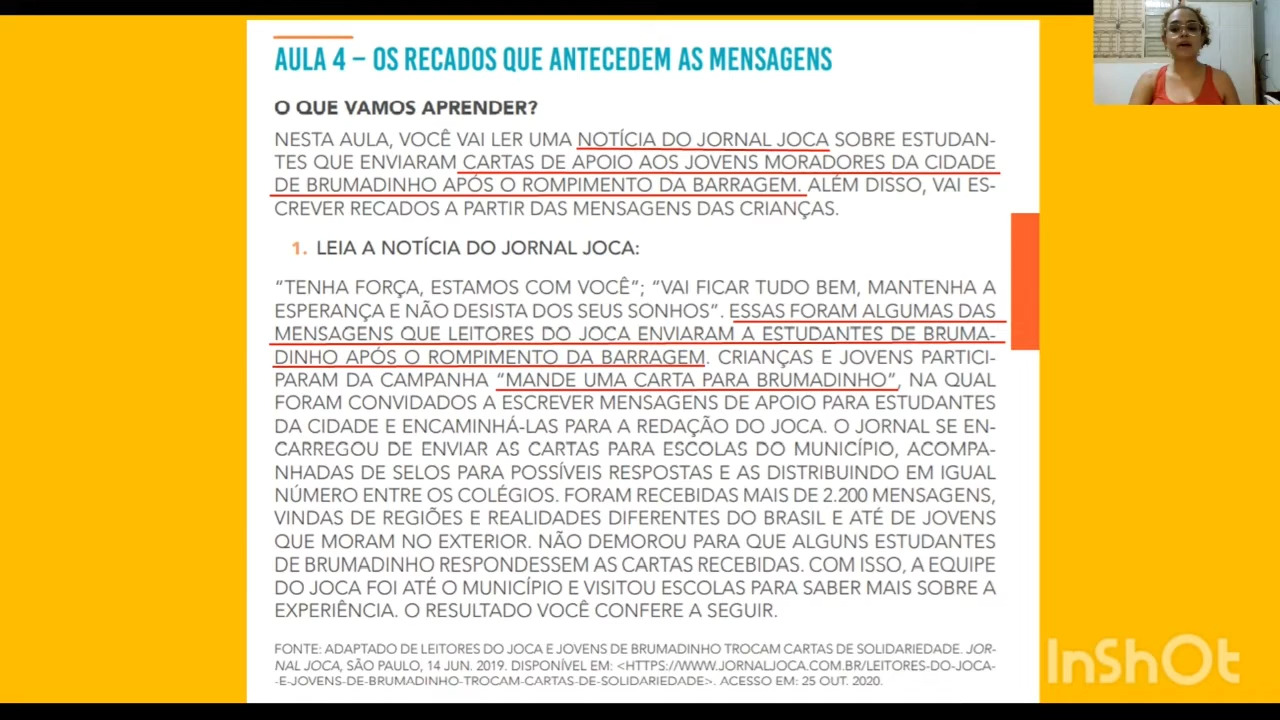 AULA 4 – OS RECADOS QUE ANTECEDEM AS MENSAGENS
O QUE VAMOS APRENDER?
NESTA AULA, VOCÊ VAI LER UMA NOTÍCIA DO JORNAL JOCA SOBRE ESTUDAN-
TES QUE ENVIARAM CARTAS DE APOIO AOS JOVENS MORADORES DA CIDADE
DE BRUMADINHO APÓS O ROMPIMENTO DA BARRAGEM. ALÉM DISSO, VAI ES-
CREVER RECADOS A PARTIR DAS MENSAGENS DAS CRIANÇAS.
1. LEIA A NOTÍCIA DO JORNAL JOCA:
“TENHA FORÇA, ESTAMOS COM VOCÊ”; “VAI FICAR TUDO BEM, MANTENHA A
ESPERANÇA E NÃO DESISTA DOS SEUS SONHOS”. ESSAS FORAM ALGUMAS DAS
MENSAGENS QUE LEITORES DO JOCA ENVIARAM A ESTUDANTES DE BRUMA-
DINHO APÓS O ROMPIMENTO DA BARRAGEM. CRIANÇAS E JOVENS PARTICI-
PARAM DA CAMPANHA “MANDE UMA CARTA PARA BRUMADINHO”, NA QUAL
FORAM CONVIDADOS A ESCREVER MENSAGENS DE APOIO PARA ESTUDANTES
DA CIDADE E ENCAMINHÁ-LAS PARA A REDAÇÃO DO JOCA. O JORNAL SE EN-
CARREGOU DE ENVIAR AS CARTAS PARA ESCOLAS DO MUNICÍPIO, ACOMPA-
NHADAS DE SELOS PARA POSSÍVEIS RESPOSTAS E AS DISTRIBUINDO EM IGUAL
NÚMERO ENTRE OS COLÉGIOS. FORAM RECEBIDAS MAIS DE 2.200 MENSAGENS,
VINDAS DE REGIÕES E REALIDADES DIFERENTES DO BRASIL E ATÉ DE JOVENS
QUE MORAM NO EXTERIOR. NÃO DEMOROU PARA QUE ALGUNS ESTUDANTES
DE BRUMADINHO RESPONDESSEM AS CARTAS RECEBIDAS. COM ISSO, A EQUIPE
DO JOCA FOI ATÉ O MUNICÍPIO E VISITOU ESCOLAS PARA SABER MAIS SOBRE A
EXPERIÊNCIA. O RESULTADO VOCÊ CONFERE A SEGUIR.
FONTE: ADAPTADO DE LEITORES DO JOCA E JOVENS DE BRUMADINHO TROCAM CARTAS DE SOLIDARIEDADE. JOR-
NAL JOCA, SÃO PAULO, 14 JUN. 2019. DISPONÍVEL EM: <HTTPS://WWW.JORNALJOCA.COM.BR/LEITORES-DO-JOCA-
-E-JOVENS-DE-BRUMADINHO-TROCAM-CARTAS-DE-SOLIDARIEDADE>. ACESSO EM: 25 OUT. 2020.
InShOt